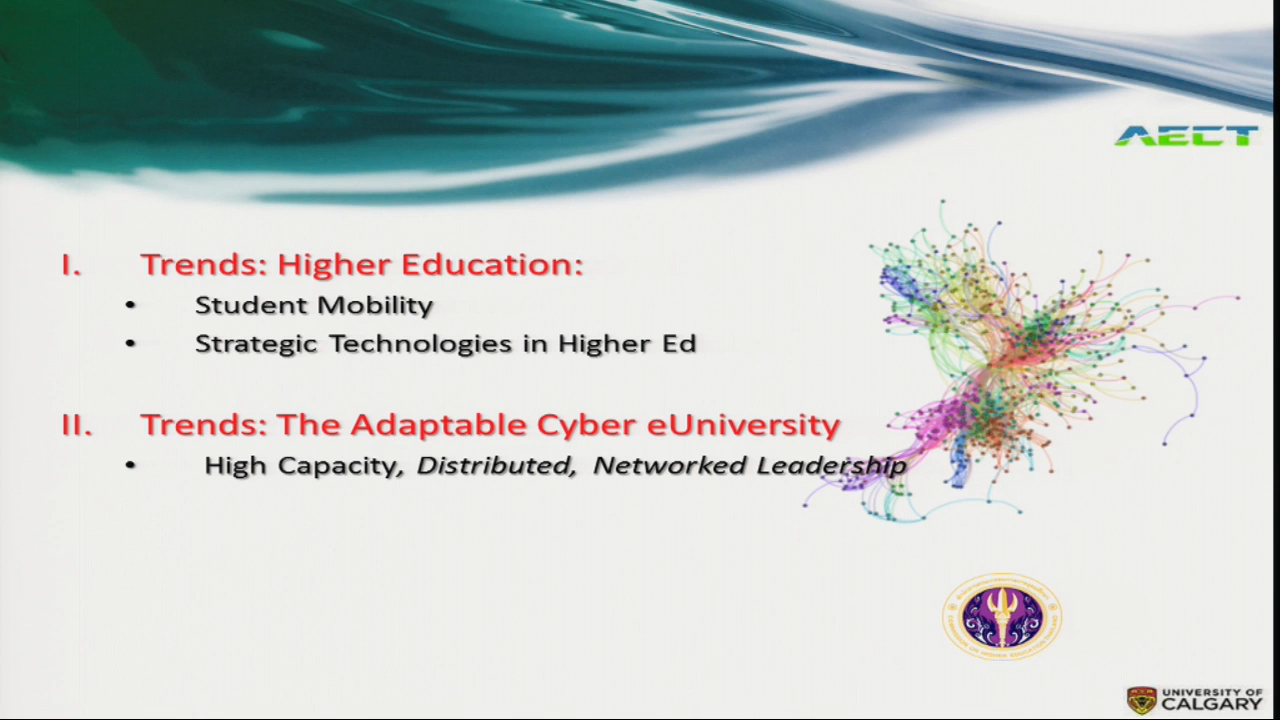 AECT
I. Trends: Higher Education:
• Student Mobility
• Strategic Technologies in Higher Ed
II. Trends: The Adaptable Cyber eUniversity
• High Capacity, Distributed, Networked Leadership
UNIVERSITY OF
CALGARY